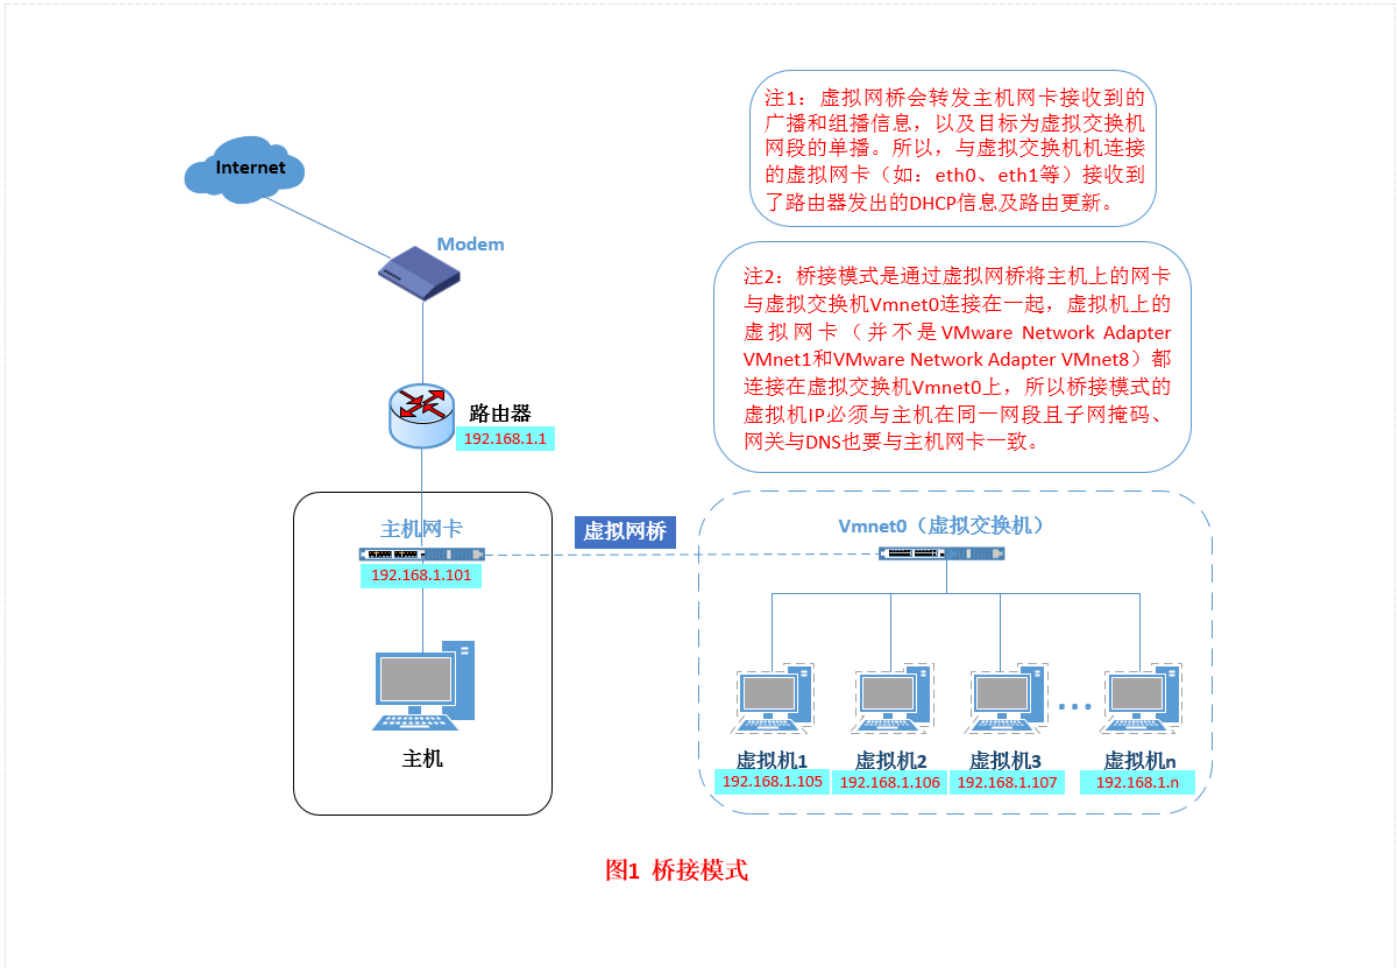 注1：虚拟网桥会转发主机网卡接收到的
广播和组播信息，以及目标为虚拟交换机
网段的单播。所以，与虚拟交换机机连接
的虚拟网卡（如：eth0、eth1等）接收到
了路由器发出的DHCP信息及路由更新。
Internet
Modem
注2：桥接模式是通过虚拟网桥将主机上的网卡
与虚拟交换机Vmnet0连接在一起，虚拟机上的
虚拟网卡（并不是VMware Network Adapter
VMnet1和VMware Network Adapter VMnet8）都
连接在虚拟交换机Vmnet0上，所以桥接模式的
虚拟机IP必须与主机在同一网段且子网掩码、
网关与DNS也要与主机网卡一致。
路由器
192.168.1.1
主机网卡
192.168.1.101
虚拟网桥
Vmnet0（虚拟交换机）
主机
虚拟机1
192.168.1.105
虚拟机2
192.168.1.106
虚拟机3
192.168.1.107
...
虚拟机n
192.168.1.n
图1 桥接模式